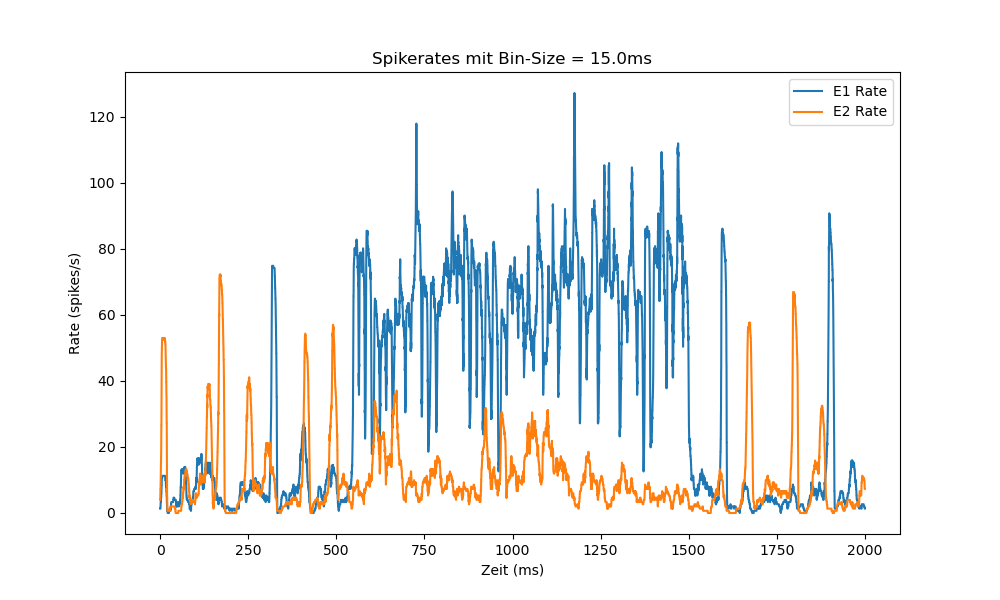 Spikerates mit Bin-Size = 15.0ms
E1 Rate
E2 Rate
Rate (spikes/s)
120
100
80
60
40
20
0
0 250 500 750 1000 1250 1500 1750 2000
Zeit (ms)